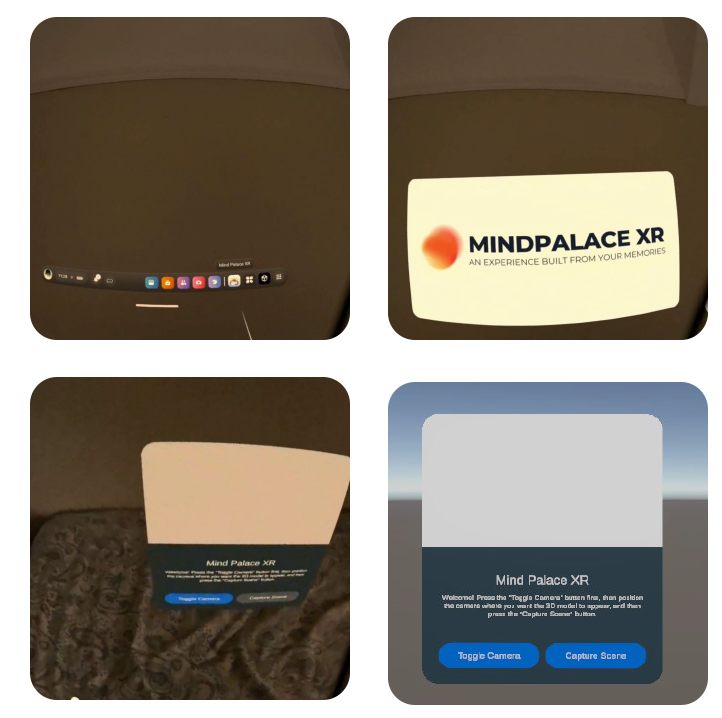 Mind Palace XR
MINDPALACE XR
AN EXPERIENCE BUILT FROM YOUR MEMORIES
Mind Palace XR
Welcome! Press the "Toggle Camera" button first, then position
the camera where you want the 3D model to appear, and then
press the "Capture Scene" button.
Toggle Camera
Capture Scene
Mind Palace XR
Welcome! Press the "Toggle Camera" button first, then position
the camera where you want the 3D model to appear, and then
press the "Capture Scene" button.
Toggle Camera
Capture Scene